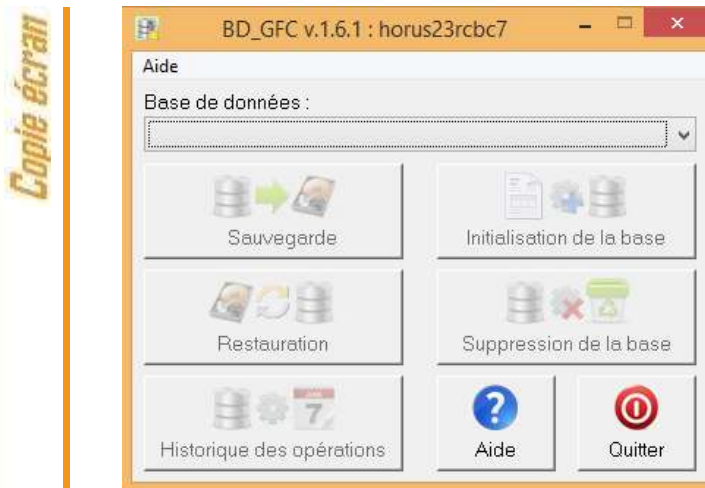 Copie écran
BD_GFC v.1.6.1 : horus23rcbc7
Aide
Base de données :
Sauvegarde
Initialisation de la base
Restauration
Suppression de la base
7
Historique des opérations
Aide
Quitter